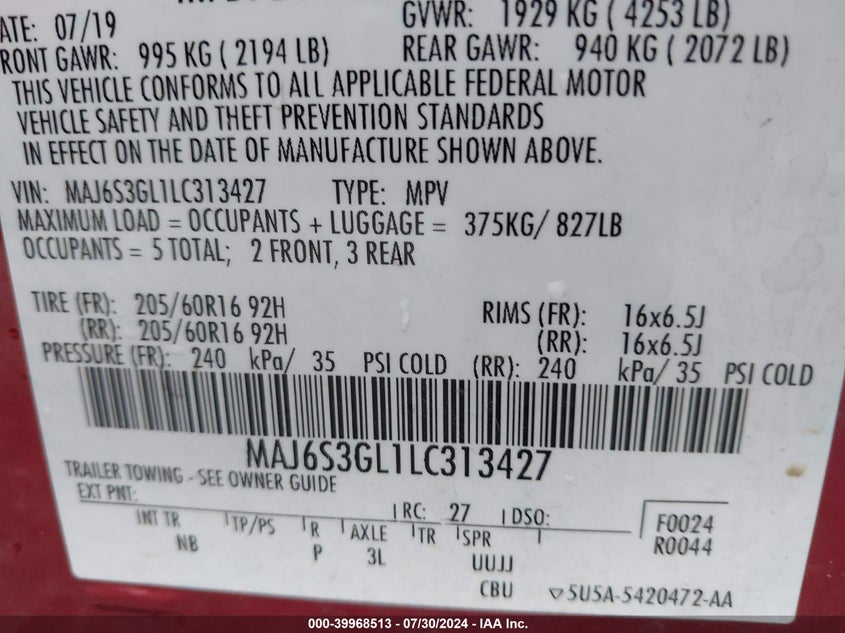 ATE: 07/19 GVWR: 1929 KG ( 4253 LB)
RONT GAWR: 995 KG ( 2194 LB) REAR GAWR: 940 KG ( 2072 LB)
THIS VEHICLE CONFORMS TO ALL APPLICABLE FEDERAL MOTOR
VEHICLE SAFETY AND THEFT PREVENTION STANDARDS
IN EFFECT ON THE DATE OF MANUFACTURE SHOWN ABOVE.
VIN: MAJ6S3GL1LC313427 TYPE: MPV
MAXIMUM LOAD = OCCUPANTS + LUGGAGE = 375KG/ 827LB
OCCUPANTS = 5 TOTAL; 2 FRONT, 3 REAR
TIRE (FR): 205/60R16 92H RIMS (FR): 16x6.5J
(RR): 205/60R16 92H (RR): 16x6.5J
PRESSURE (FR): 240 kPa/ 35 PSI COLD (RR): 240 kPa/ 35 PSI COLD
MAJ6S3GL1LC313427
TRAILER TOWING - SEE OWNER GUIDE
EXT PNT: RC: 27 DSO: F0024
INT TR TP/PS R AXLE TR SPR R0044
NB P 3L UUJJ
CBU 5U5A-5420472-AA
000-39968513 - 07/30/2024 - IAA Inc.